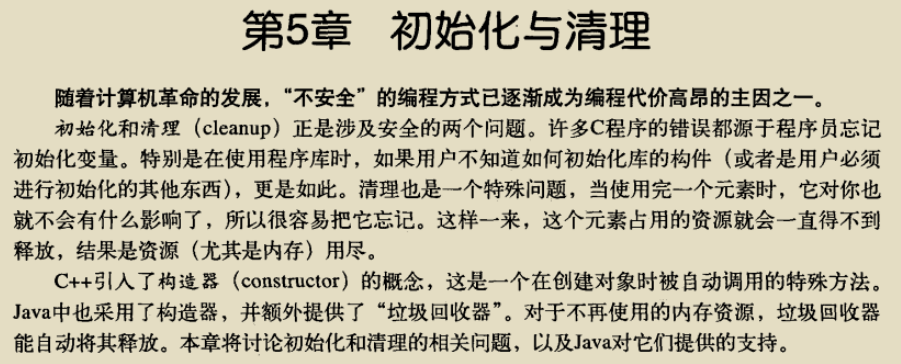 第5章 初始化与清理
随着计算机革命的发展，“不安全”的编程方式已逐渐成为编程代价高昂的主因之一。
初始化和清理（cleanup）正是涉及安全的两个问题。许多C程序的错误都源于程序员忘记
初始化变量。特别是在使用程序库时，如果用户不知道如何初始化库的构件（或者是用户必须
进行初始化的其他东西），更是如此。清理也是一个特殊问题，当使用完一个元素时，它对你也
就不会有什么影响了，所以很容易把它忘记。这样一来，这个元素占用的资源就会一直得不到
释放，结果是资源（尤其是内存）用尽。
C++引入了构造器（constructor）的概念，这是一个在创建对象时被自动调用的特殊方法。
Java中也采用了构造器，并额外提供了“垃圾回收器”。对于不再使用的内存资源，垃圾回收器
能自动将其释放。本章将讨论初始化和清理的相关问题，以及Java对它们提供的支持。